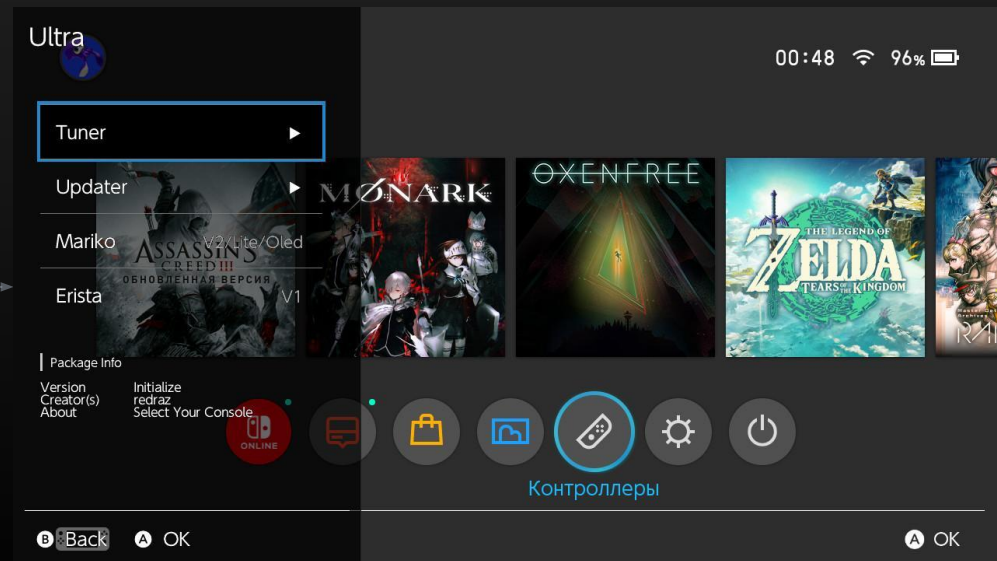 Ultra
00:48
96%
Tuner
Updater
Mariko V2/Lite/Oled
Erista V1
ASSASSIN'S
CREED III
ОБНОВЛЕННАЯ ВЕРСИЯ
MONARK
OXENFREE
THE LEGEND OF
ZELDA
TEARS OF THE KINGDOM
Package Info
Version Initialize
Creator(s) redraz
About Select Your Console
ONLINE
Контроллеры
B Back A OK
A OK